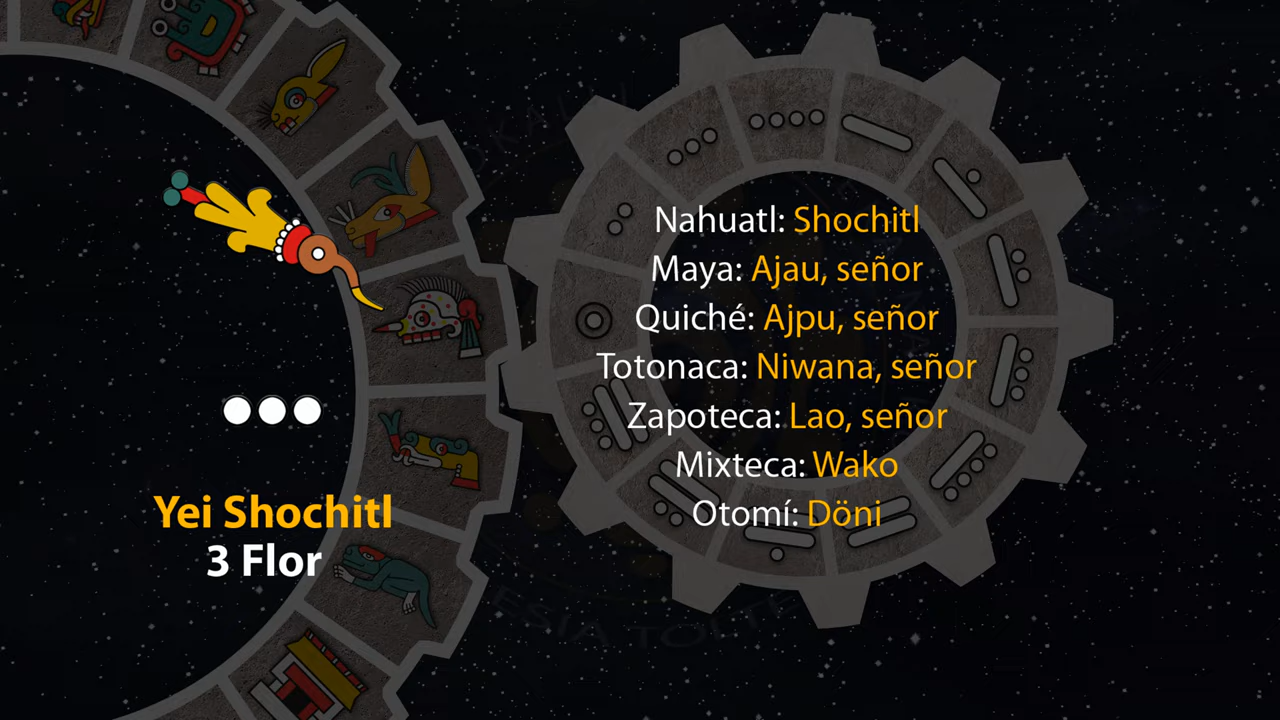 Nahuatl: Shochitl
Maya: Ajau, señor
Quiché: Ajpu, señor
Totonaca: Niwana, señor
Zapoteca: Lao, señor
Mixteca: Wako
Otomí: Döni
Yei Shochitl
3 Flor